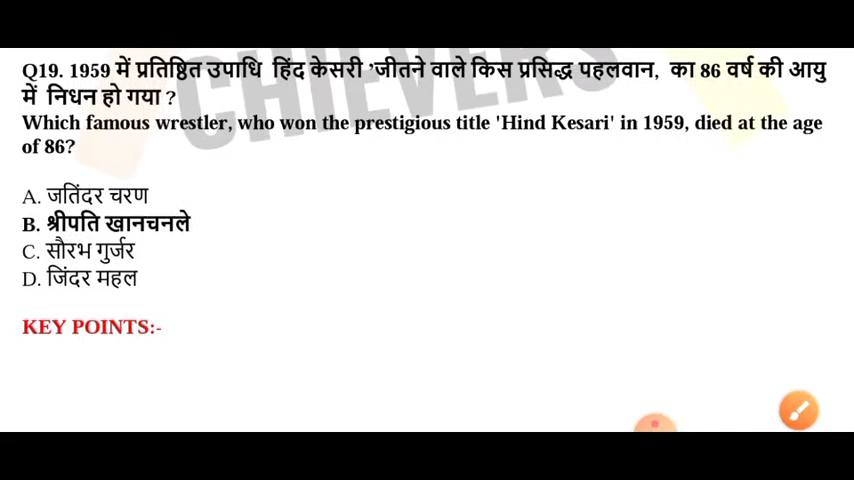 Q19. 1959 में प्रतिष्ठित उपाधि हिंद केसरी ’जीतने वाले किस प्रसिद्ध पहलवान, का 86 वर्ष की आयु
में निधन हो गया ?
Which famous wrestler, who won the prestigious title 'Hind Kesari' in 1959, died at the age
of 86?
A. जतिंदर चरण
B. श्रीपति खानचनले
C. सौरभ गुर्जर
D. जिंदर महल
KEY POINTS:-
CHIEVERS